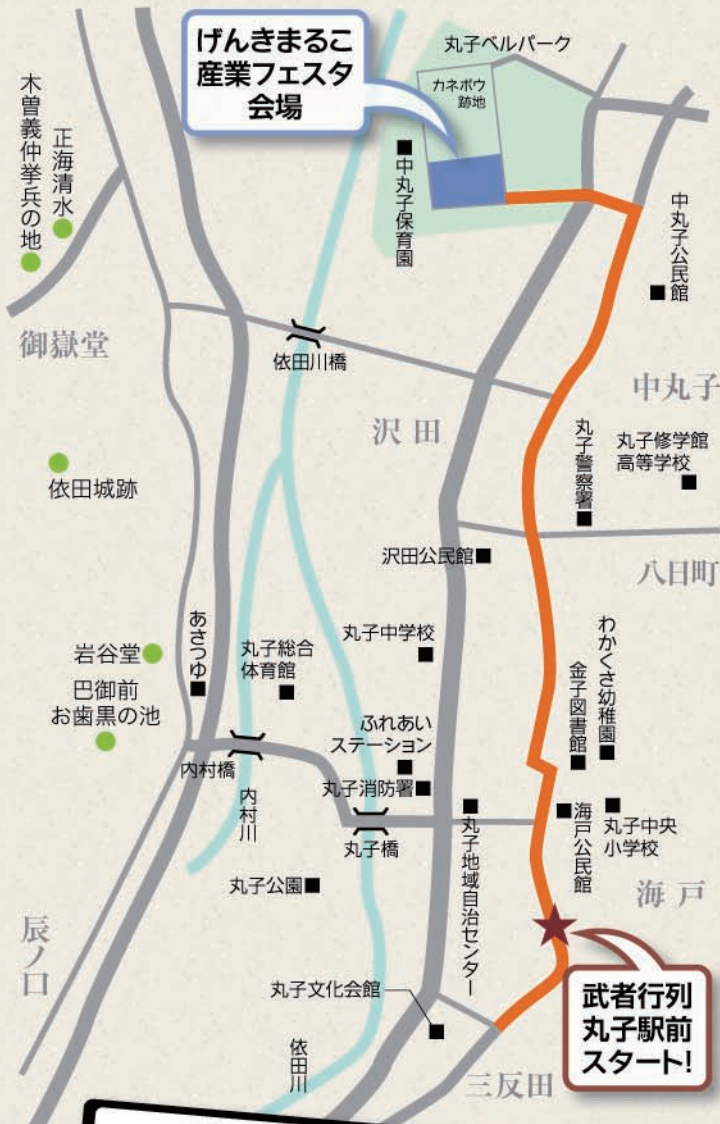 げんきまるこ
産業フェスタ
会場
丸子ベルパーク
カネボウ
跡地
木曽義仲挙兵の地
正海清水
中丸子保育園
中丸子公民館
御嶽堂
依田川橋
中丸子
沢田
丸子警察署
丸子修学館
高等学校
依田城跡
沢田公民館
八日町
あさつゆ
岩谷堂
巴御前
お歯黒の池
丸子総合
体育館
丸子中学校
わかくさ幼稚園
金子図書館
ふれあい
ステーション
内村橋
丸子消防署
内村川
丸子橋
丸子地域自治センター
海戸公民館
丸子中央
小学校
丸子公園
海戸
辰ノ口
丸子文化会館
武者行列
丸子駅前
スタート!
依田川
三反田